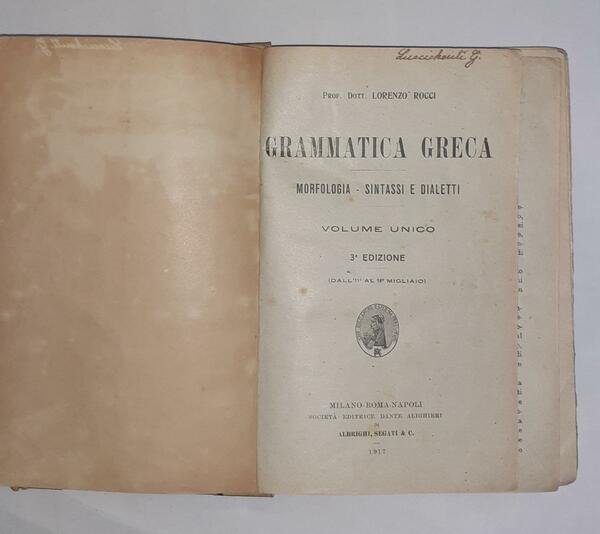 PROF. DOTT. LORENZO ROCCI
GRAMMATICA GRECA
MORFOLOGIA - SINTASSI E DIALETTI
VOLUME UNICO
3ª EDIZIONE
MILANO-ROMA-NAPOLI
SOCIETÀ EDITRICE DANTE ALIGHIERI
DI
ALBRIGHI, SEGATI & C.
1917